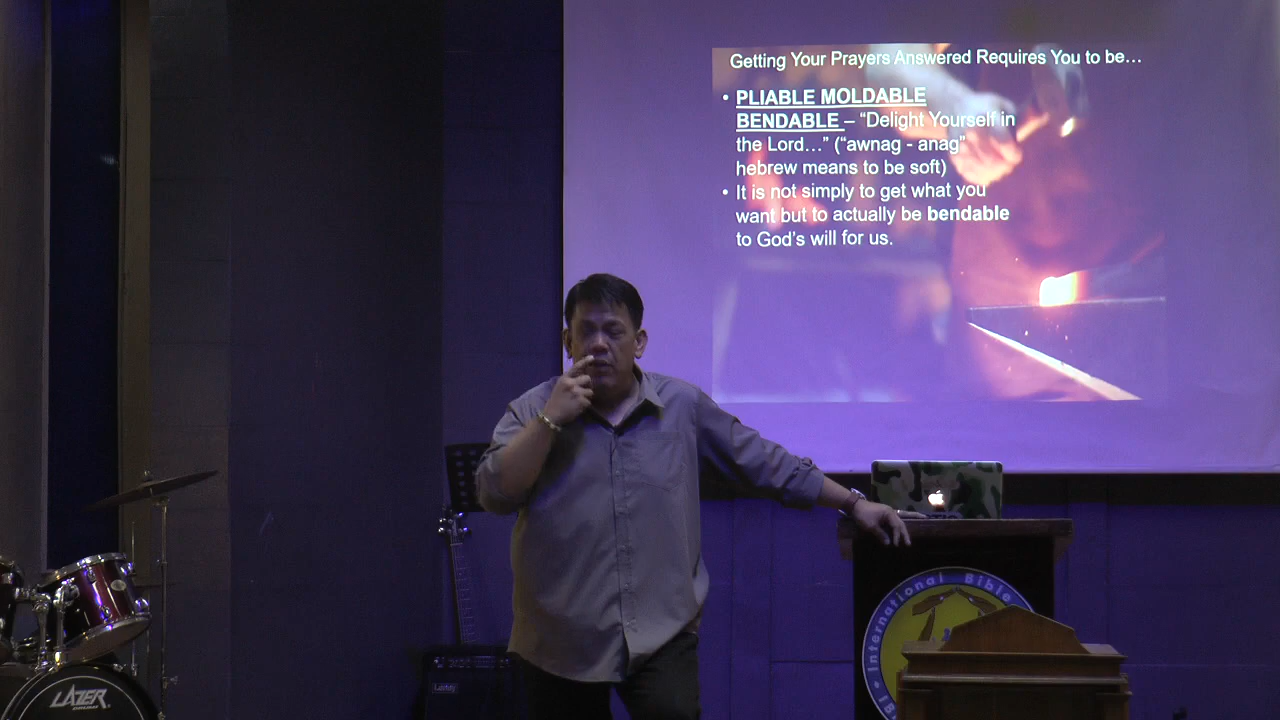 Getting Your Prayers Answered Requires You to be…
• PLIABLE MOLDABLE
BENDABLE – “Delight Yourself in
the Lord…” (“awnag - anag”
hebrew means to be soft)
• It is not simply to get what you
want but to actually be bendable
to God's will for us.
International Bible
LAZER